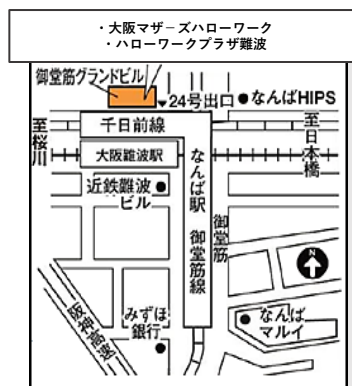 ・大阪マザーズハローワーク
・ハローワークプラザ難波
御堂筋グランドビル
24号出口
なんばHIPS
至桜川
千日前線
至日本橋
大阪難波駅
近鉄難波
ビル
なんば駅 御堂筋線
御堂筋
N
阪神高速
みずほ
銀行
なんば
マルイ